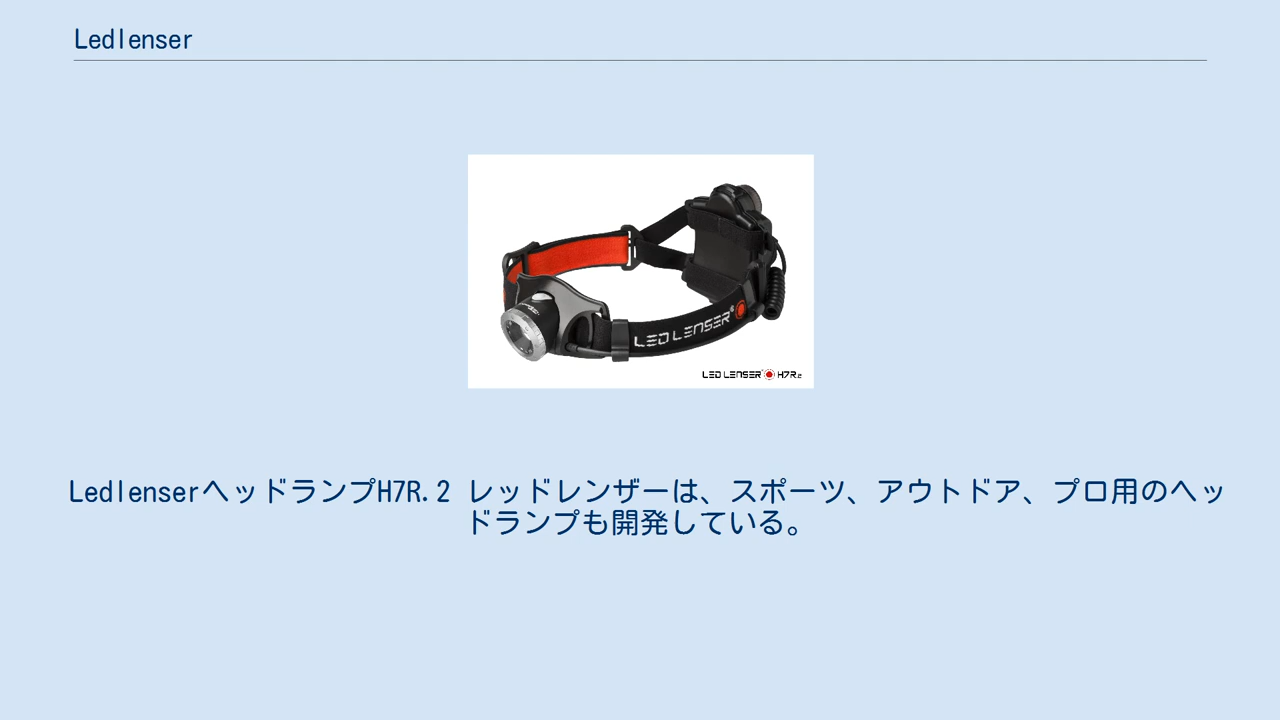 Ledlenser
LED LENSER®
LED LENSER® H7R.2
LedlenserヘッドランプH7R.2 レッドレンザーは、スポーツ、アウトドア、プロ用のヘッ
ドランプも開発している。